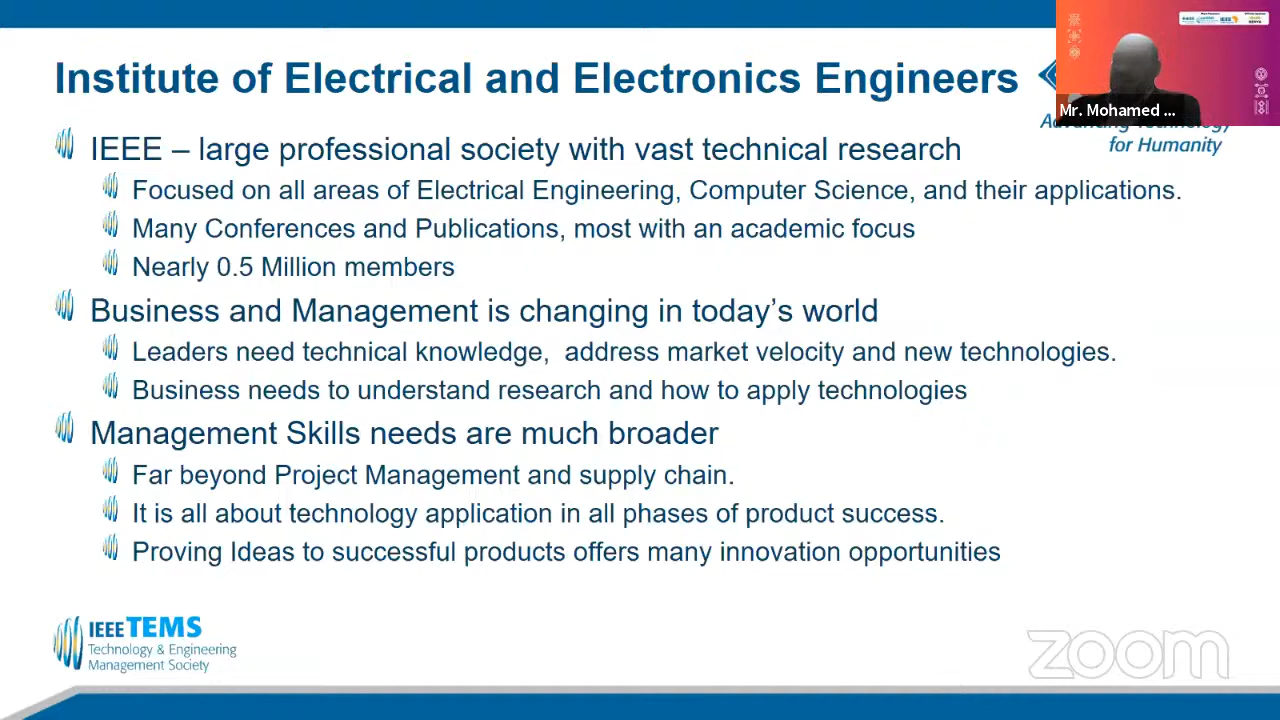 Institute of Electrical and Electronics Engineers
Mr. Mohamed ...
Advancing Technology
for Humanity
IEEE – large professional society with vast technical research
Focused on all areas of Electrical Engineering, Computer Science, and their applications.
Many Conferences and Publications, most with an academic focus
Nearly 0.5 Million members
Business and Management is changing in today’s world
Leaders need technical knowledge,  address market velocity and new technologies.
Business needs to understand research and how to apply technologies
Management Skills needs are much broader
Far beyond Project Management and supply chain.
It is all about technology application in all phases of product success.
Proving Ideas to successful products offers many innovation opportunities
IEEE TEMS
Technology & Engineering
Management Society
zoom